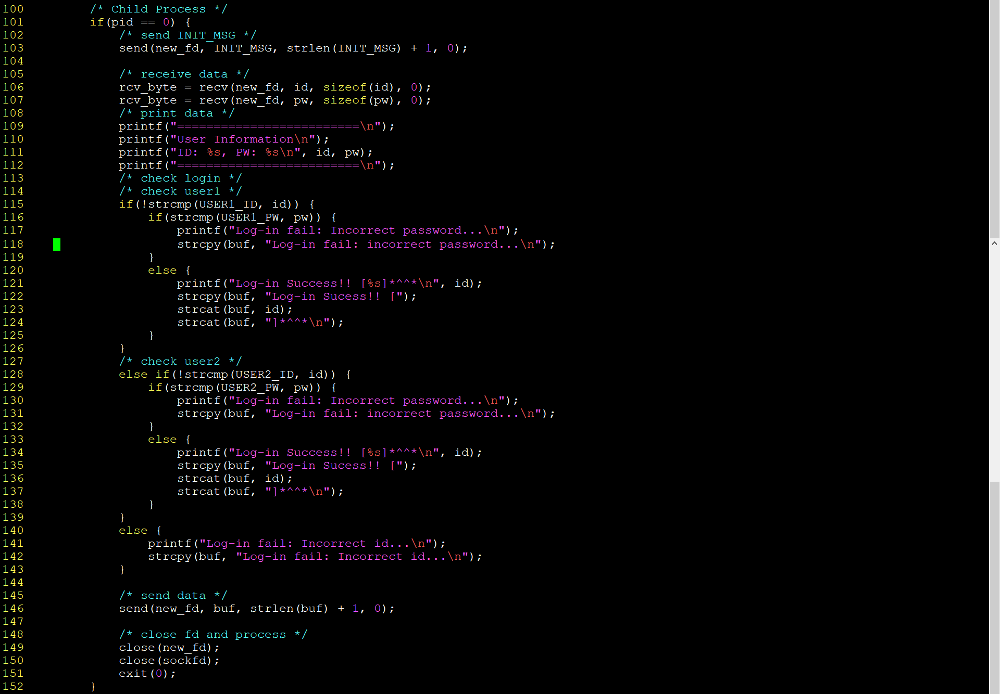 100         /* Child Process */
101         if(pid == 0) {
102             /* send INIT_MSG */
103             send(new_fd, INIT_MSG, strlen(INIT_MSG) + 1, 0);
104
105             /* receive data */
106             rcv_byte = recv(new_fd, id, sizeof(id), 0);
107             rcv_byte = recv(new_fd, pw, sizeof(pw), 0);
108             /* print data */
109             printf("=========================\n");
110             printf("User Information\n");
111             printf("ID: %s, PW: %s\n", id, pw);
112             printf("=========================\n");
113             /* check login */
114             /* check user1 */
115             if(!strcmp(USER1_ID, id)) {
116                 if(strcmp(USER1_PW, pw)) {
117                     printf("Log-in fail: Incorrect password...\n");
118                     strcpy(buf, "Log-in fail: incorrect password...\n");
119                 }
120                 else {
121                     printf("Log-in Success!! [%s]*^^*\n", id);
122                     strcpy(buf, "Log-in Sucess!! [");
123                     strcat(buf, id);
124                     strcat(buf, "]*^^*\n");
125                 }
126             }
127             /* check user2 */
128             else if(!strcmp(USER2_ID, id)) {
129                 if(strcmp(USER2_PW, pw)) {
130                     printf("Log-in fail: Incorrect password...\n");
131                     strcpy(buf, "Log-in fail: incorrect password...\n");
132                 }
133                 else {
134                     printf("Log-in Success!! [%s]*^^*\n", id);
135                     strcpy(buf, "Log-in Sucess!! [");
136                     strcat(buf, id);
137                     strcat(buf, "]*^^*\n");
138                 }
139             }
140             else {
141                 printf("Log-in fail: Incorrect id...\n");
142                 strcpy(buf, "Log-in fail: Incorrect id...\n");
143             }
144
145             /* send data */
146             send(new_fd, buf, strlen(buf) + 1, 0);
147
148             /* close fd and process */
149             close(new_fd);
150             close(sockfd);
151             exit(0);
152         }